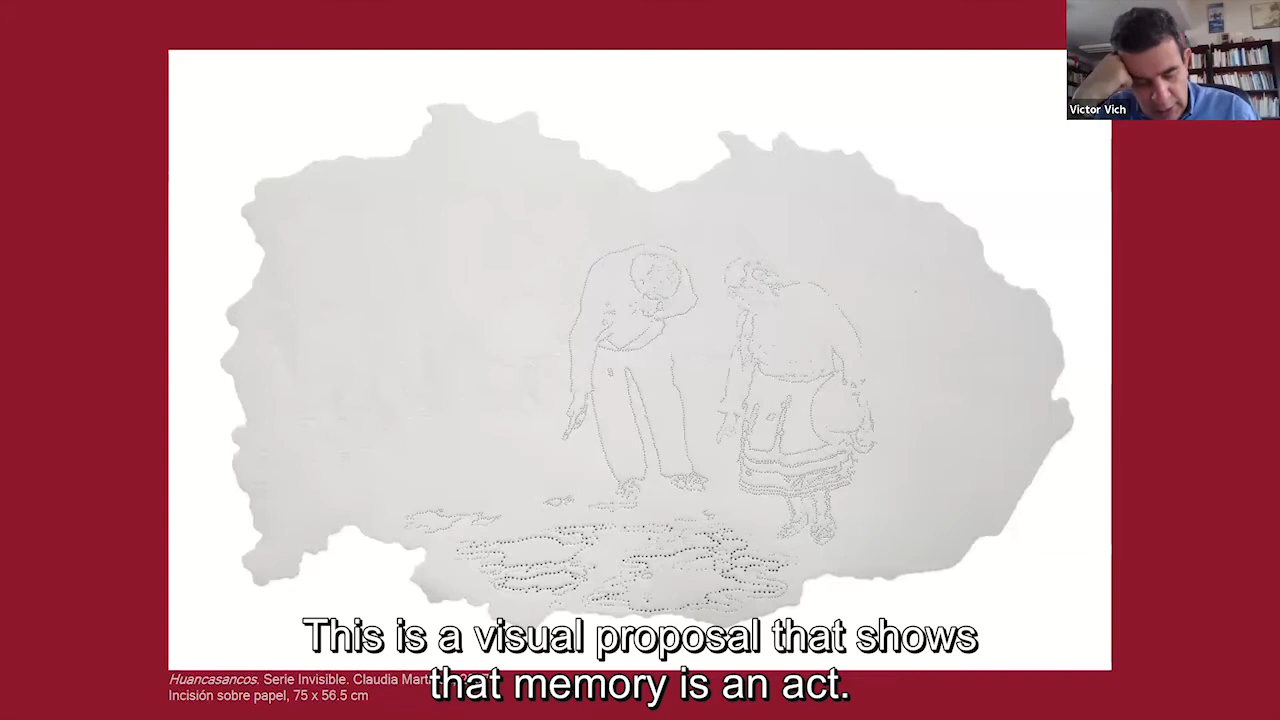 Victor Vich
This is a visual proposal that shows
that memory is an act.
Huancasancos. Serie Invisible. Claudia
Incisión sobre papel, 75 x 56.5 cm